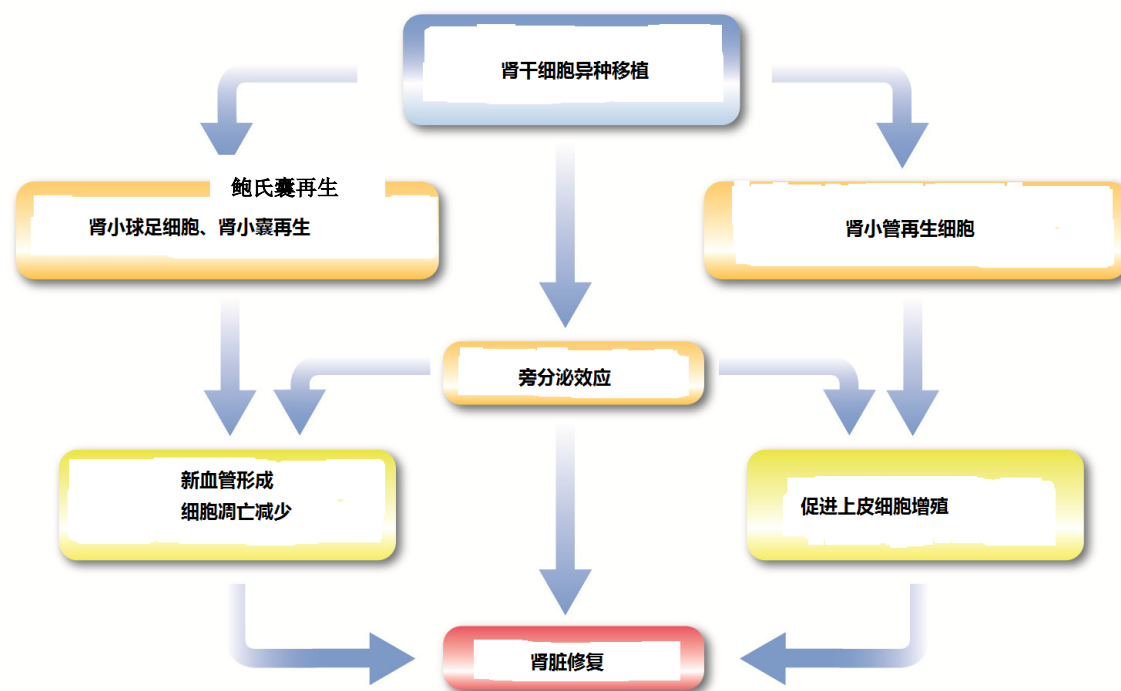 肾干细胞异种移植
鲍氏囊再生
肾小球足细胞、肾小囊再生
肾小管再生细胞
旁分泌效应
新血管形成
细胞凋亡减少
促进上皮细胞增殖
肾脏修复